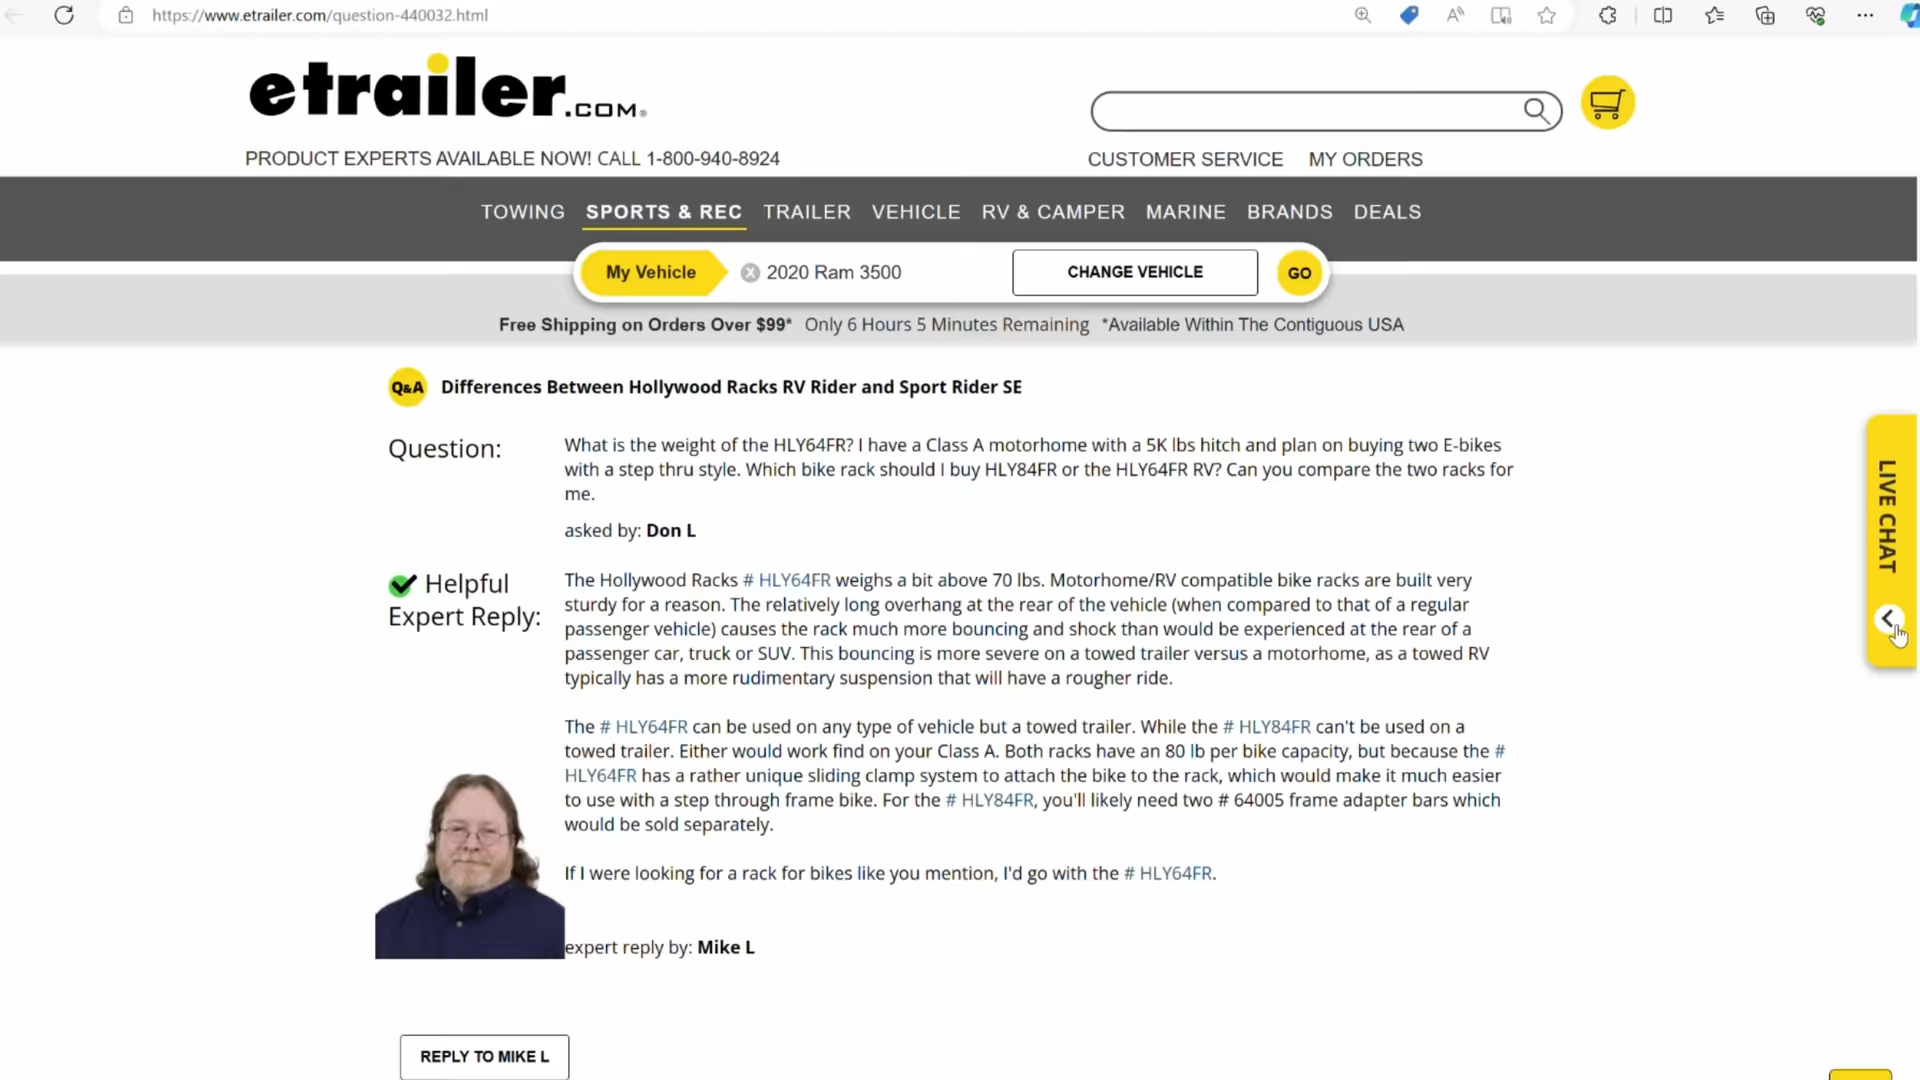 https://www.etrailer.com/question-440032.html
etrailer.COM®
PRODUCT EXPERTS AVAILABLE NOW! CALL 1-800-940-8924
CUSTOMER SERVICE MY ORDERS
TOWING SPORTS & REC TRAILER VEHICLE RV & CAMPER MARINE BRANDS DEALS
My Vehicle 2020 Ram 3500 CHANGE VEHICLE GO
Free Shipping on Orders Over $99* Only 6 Hours 5 Minutes Remaining *Available Within The Contiguous USA
Q&A Differences Between Hollywood Racks RV Rider and Sport Rider SE
Question:
What is the weight of the HLY64FR? I have a Class A motorhome with a 5K lbs hitch and plan on buying two E-bikes
with a step thru style. Which bike rack should I buy HLY84FR or the HLY64FR RV? Can you compare the two racks for
me.
asked by: Don L
Helpful
Expert Reply:
The Hollywood Racks # HLY64FR weighs a bit above 70 lbs. Motorhome/RV compatible bike racks are built very
sturdy for a reason. The relatively long overhang at the rear of the vehicle (when compared to that of a regular
passenger vehicle) causes the rack much more bouncing and shock than would be experienced at the rear of a
passenger car, truck or SUV. This bouncing is more severe on a towed trailer versus a motorhome, as a towed RV
typically has a more rudimentary suspension that will have a rougher ride.
The # HLY64FR can be used on any type of vehicle but a towed trailer. While the # HLY84FR can't be used on a
towed trailer. Either would work find on your Class A. Both racks have an 80 lb per bike capacity, but because the #
HLY64FR has a rather unique sliding clamp system to attach the bike to the rack, which would make it much easier
to use with a step through frame bike. For the # HLY84FR, you'll likely need two # 64005 frame adapter bars which
would be sold separately.
If I were looking for a rack for bikes like you mention, I'd go with the # HLY64FR.
expert reply by: Mike L
REPLY TO MIKE L
LIVE CHAT